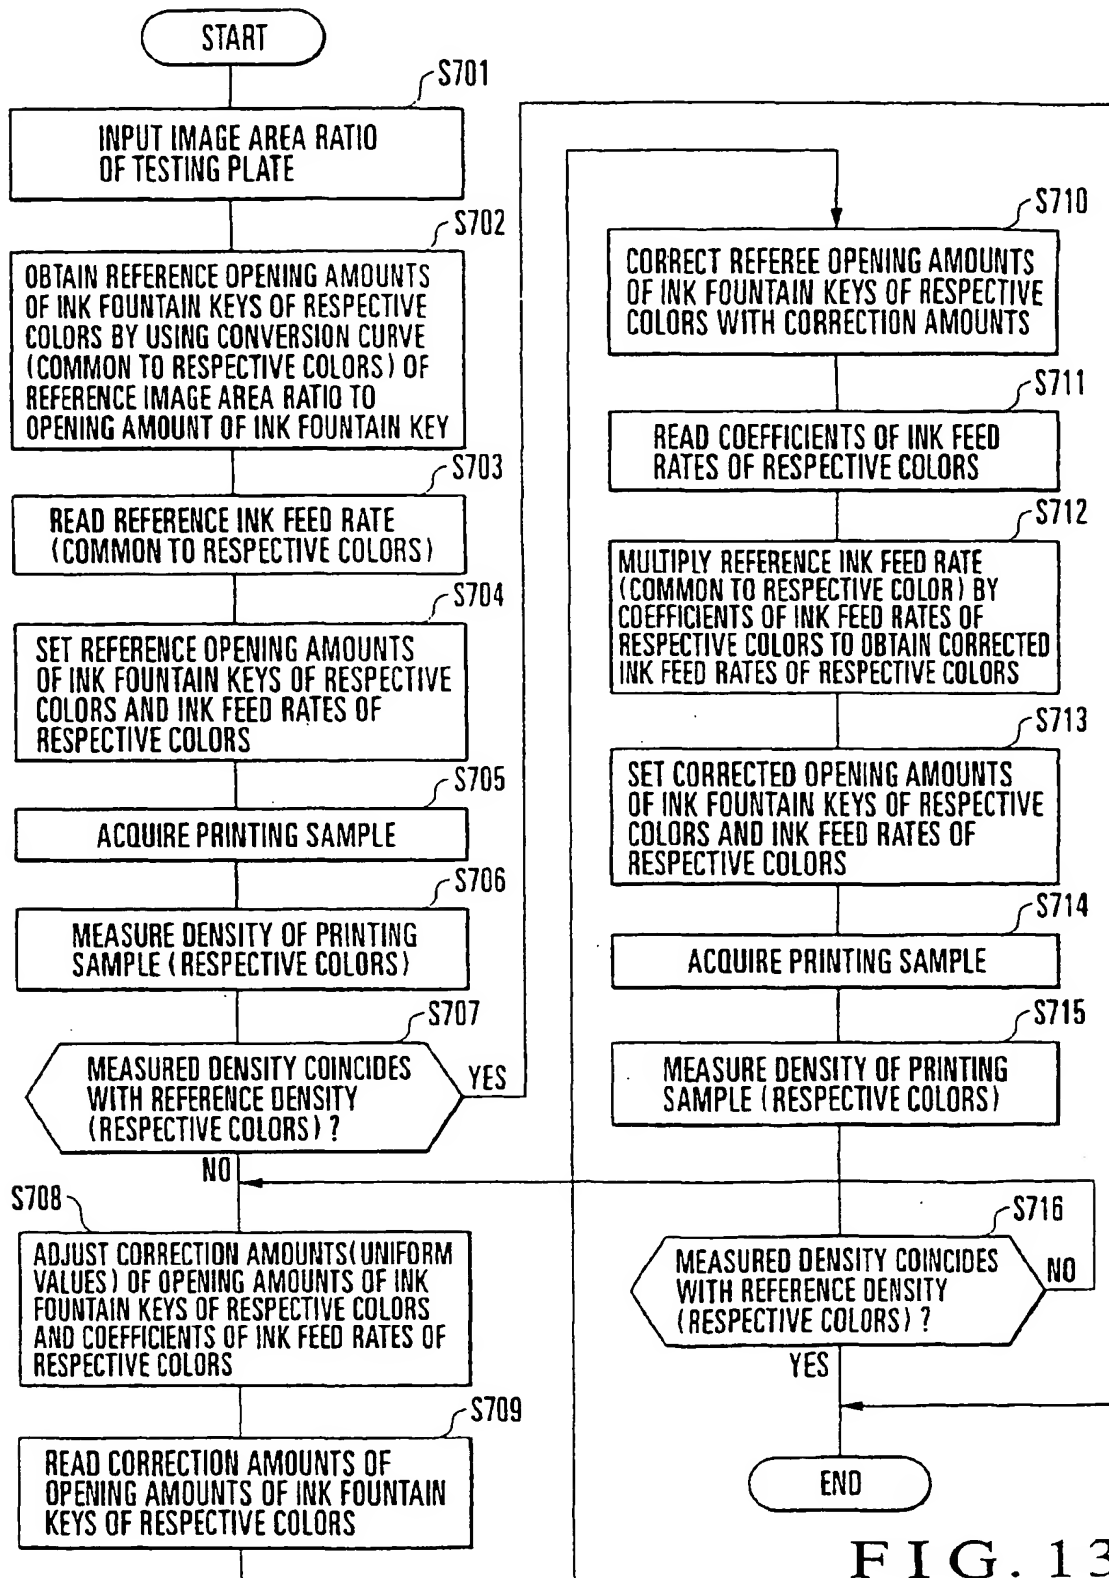 START
S701
INPUT IMAGE AREA RATIO
OF TESTING PLATE
S702
OBTAIN REFERENCE OPENING AMOUNTS
OF INK FOUNTAIN KEYS OF RESPECTIVE
COLORS BY USING CONVERSION CURVE
(COMMON TO RESPECTIVE COLORS) OF
REFERENCE IMAGE AREA RATIO TO
OPENING AMOUNT OF INK FOUNTAIN KEY
S703
READ REFERENCE INK FEED RATE
(COMMON TO RESPECTIVE COLORS)
S704
SET REFERENCE OPENING AMOUNTS
OF INK FOUNTAIN KEYS OF RESPECTIVE
COLORS AND INK FEED RATES OF
RESPECTIVE COLORS
S705
ACQUIRE PRINTING SAMPLE
S706
MEASURE DENSITY OF PRINTING
SAMPLE (RESPECTIVE COLORS)
S707
MEASURED DENSITY COINCIDES
WITH REFERENCE DENSITY
(RESPECTIVE COLORS) ?
YES
NO
S708
ADJUST CORRECTION AMOUNTS (UNIFORM
VALUES) OF OPENING AMOUNTS OF INK
FOUNTAIN KEYS OF RESPECTIVE COLORS
AND COEFFICIENTS OF INK FEED RATES OF
RESPECTIVE COLORS
S709
READ CORRECTION AMOUNTS OF
OPENING AMOUNTS OF INK FOUNTAIN
KEYS OF RESPECTIVE COLORS
S710
CORRECT REFEREE OPENING AMOUNTS
OF INK FOUNTAIN KEYS OF RESPECTIVE
COLORS WITH CORRECTION AMOUNTS
S711
READ COEFFICIENTS OF INK FEED
RATES OF RESPECTIVE COLORS
S712
MULTIPLY REFERENCE INK FEED RATE
(COMMON TO RESPECTIVE COLOR) BY
COEFFICIENTS OF INK FEED RATES OF
RESPECTIVE COLORS TO OBTAIN CORRECTED
INK FEED RATES OF RESPECTIVE COLORS
S713
SET CORRECTED OPENING AMOUNTS
OF INK FOUNTAIN KEYS OF RESPECTIVE
COLORS AND INK FEED RATES OF
RESPECTIVE COLORS
S714
ACQUIRE PRINTING SAMPLE
S715
MEASURE DENSITY OF PRINTING
SAMPLE (RESPECTIVE COLORS)
S716
MEASURED DENSITY COINCIDES
WITH REFERENCE DENSITY
(RESPECTIVE COLORS) ?
NO
YES
END
FIG. 13